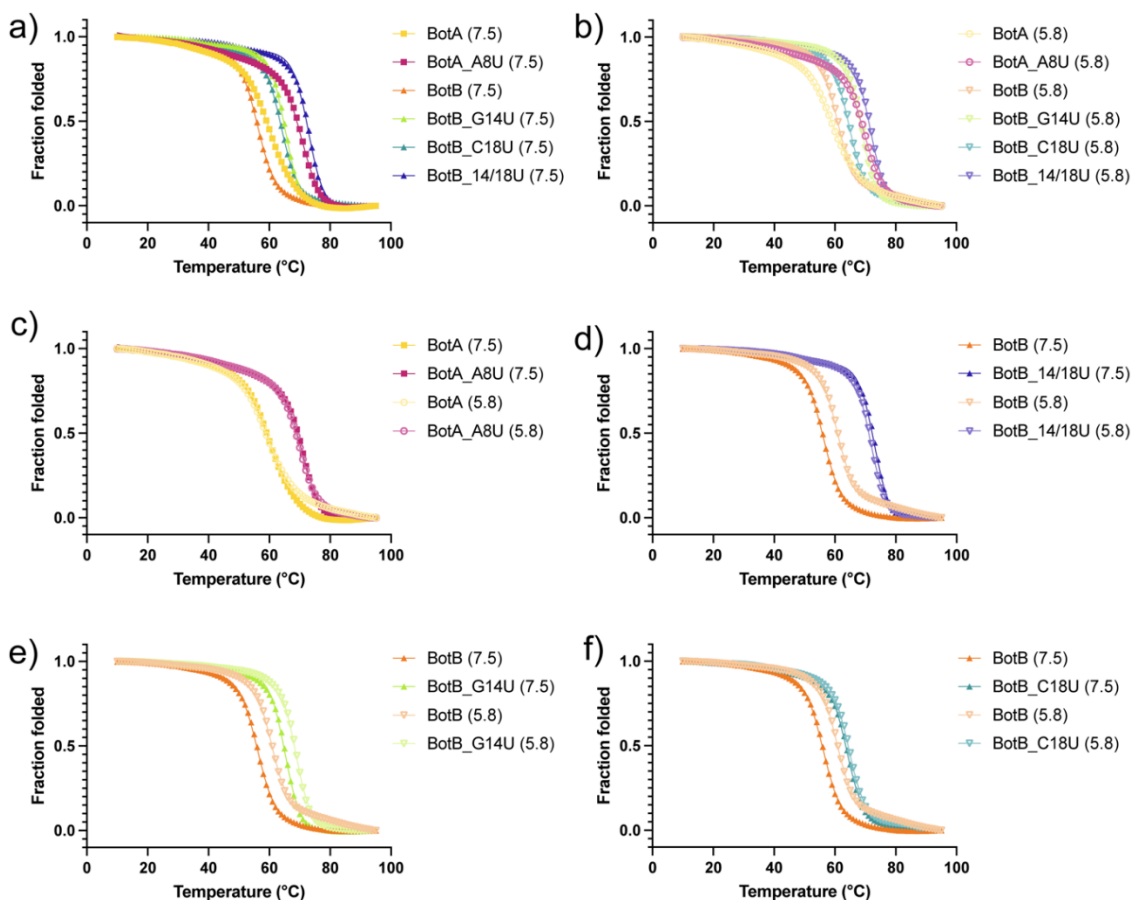 a)
Fraction folded
1.0
0.5
0.0
0
20
40
60
80
100
Temperature (°C)
BotA (7.5)
BotA_A8U (7.5)
BotB (7.5)
BotB_G14U (7.5)
BotB_C18U (7.5)
BotB_14/18U (7.5)
b)
Fraction folded
1.0
0.5
0.0
0
20
40
60
80
100
Temperature (°C)
BotA (5.8)
BotA_A8U (5.8)
BotB (5.8)
BotB_G14U (5.8)
BotB_C18U (5.8)
BotB_14/18U (5.8)
c)
Fraction folded
1.0
0.5
0.0
0
20
40
60
80
100
Temperature (°C)
BotA (7.5)
BotA_A8U (7.5)
BotA (5.8)
BotA_A8U (5.8)
d)
Fraction folded
1.0
0.5
0.0
0
20
40
60
80
100
Temperature (°C)
BotB (7.5)
BotB_14/18U (7.5)
BotB (5.8)
BotB_14/18U (5.8)
e)
Fraction folded
1.0
0.5
0.0
0
20
40
60
80
100
Temperature (°C)
BotB (7.5)
BotB_G14U (7.5)
BotB (5.8)
BotB_G14U (5.8)
f)
Fraction folded
1.0
0.5
0.0
0
20
40
60
80
100
Temperature (°C)
BotB (7.5)
BotB_C18U (7.5)
BotB (5.8)
BotB_C18U (5.8)